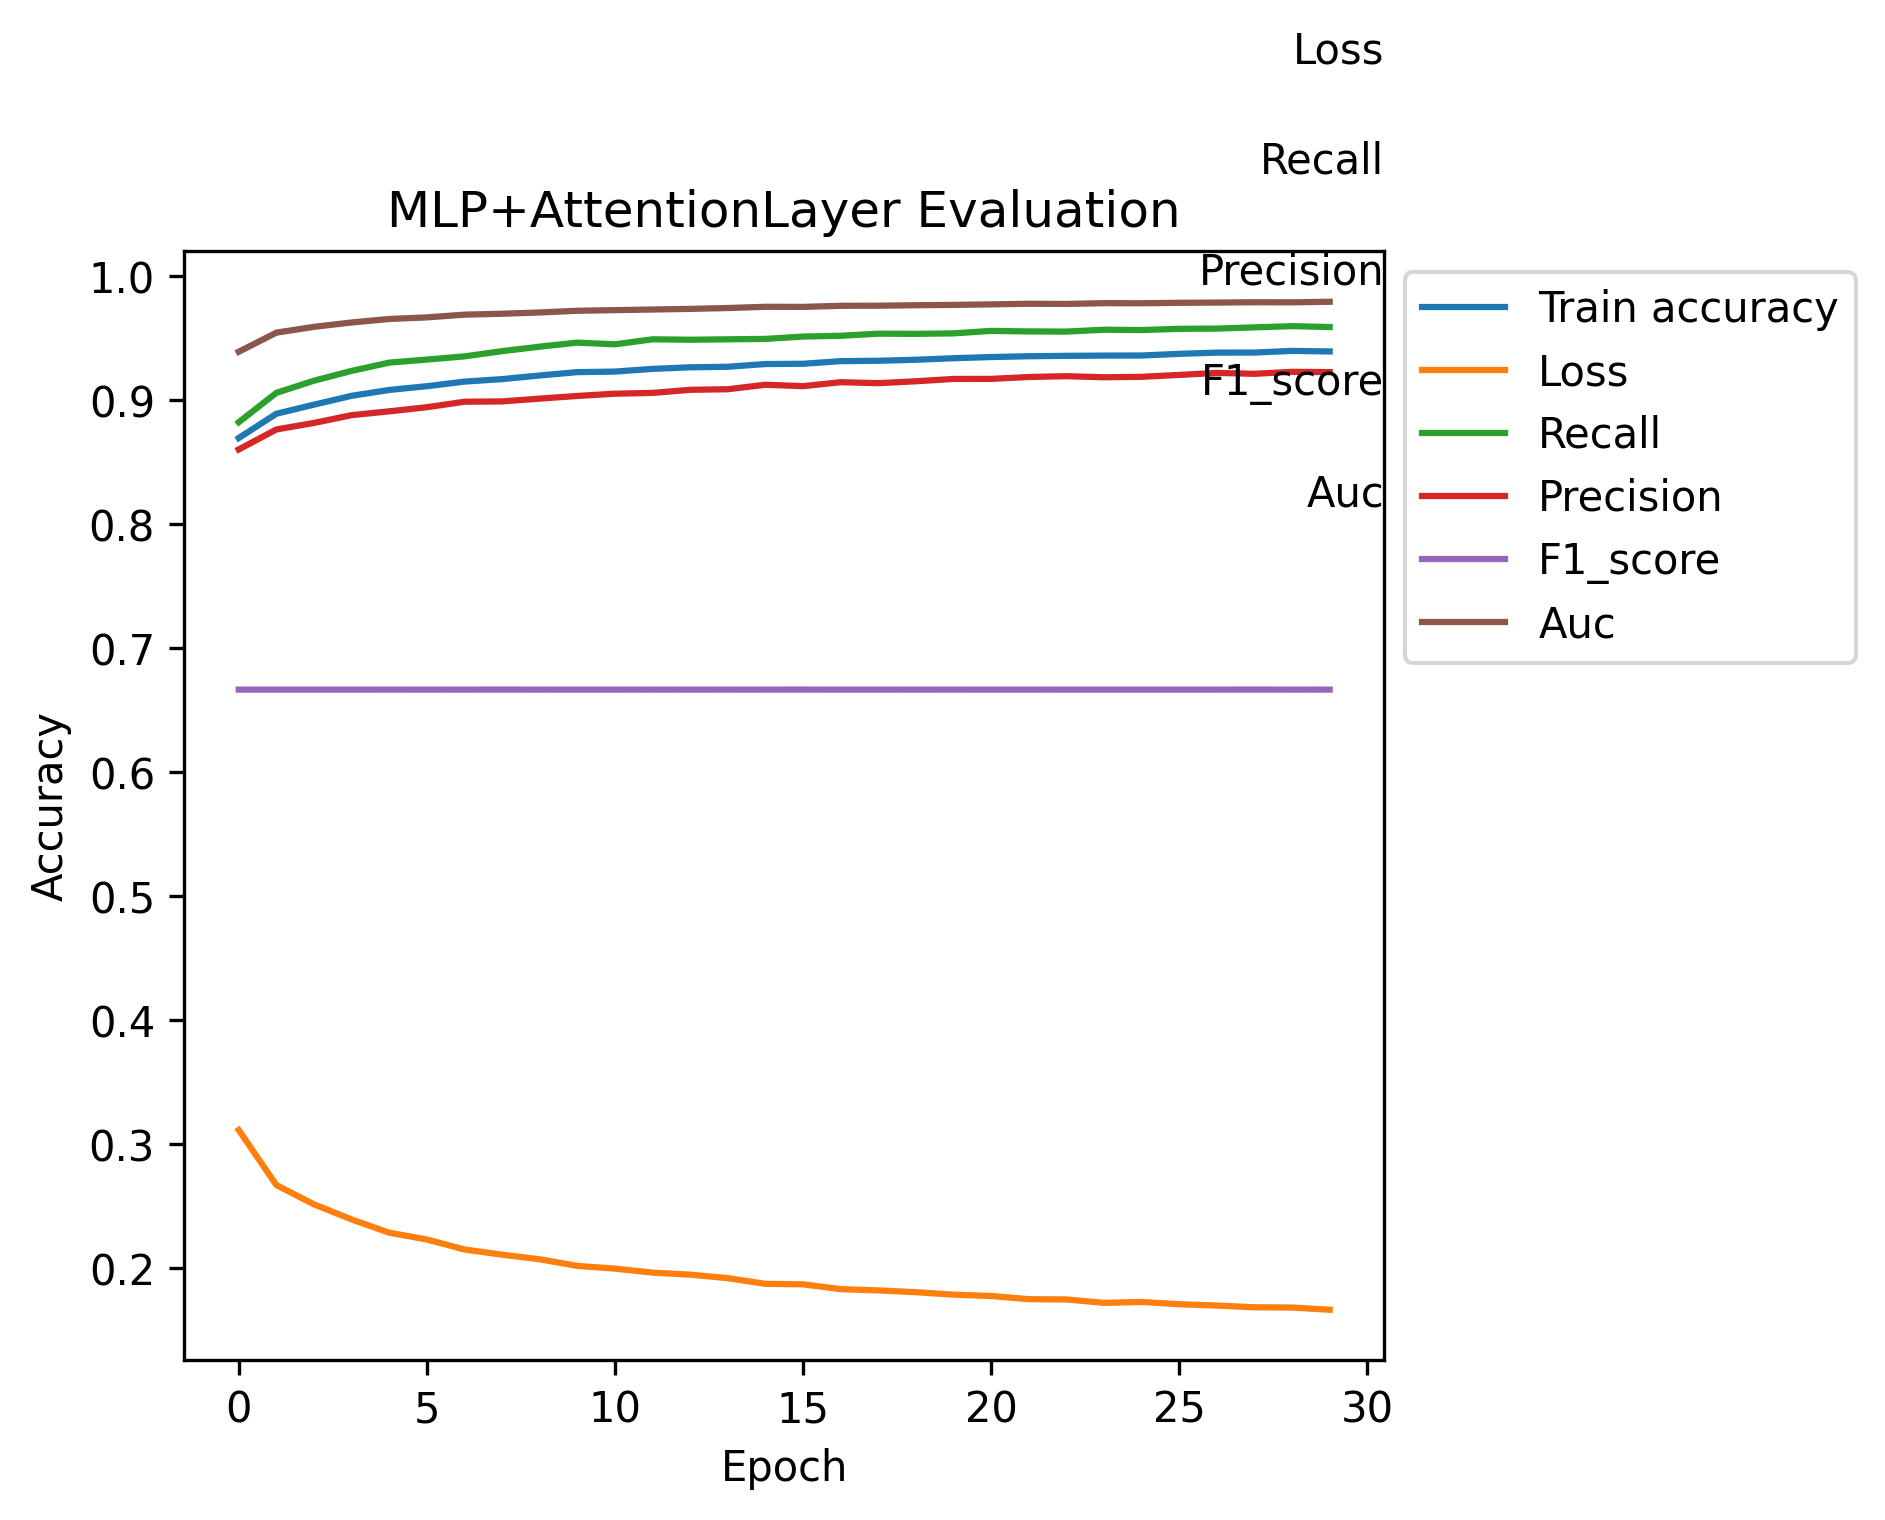 Loss
Recall
MLP+AttentionLayer Evaluation
Precision
F1_score
Auc
1.0
0.9
0.8
0.7
0.6
0.5
0.4
0.3
0.2
Accuracy
0 5 10 15 20 25 30
Epoch
Train accuracy
Loss
Recall
Precision
F1_score
Auc